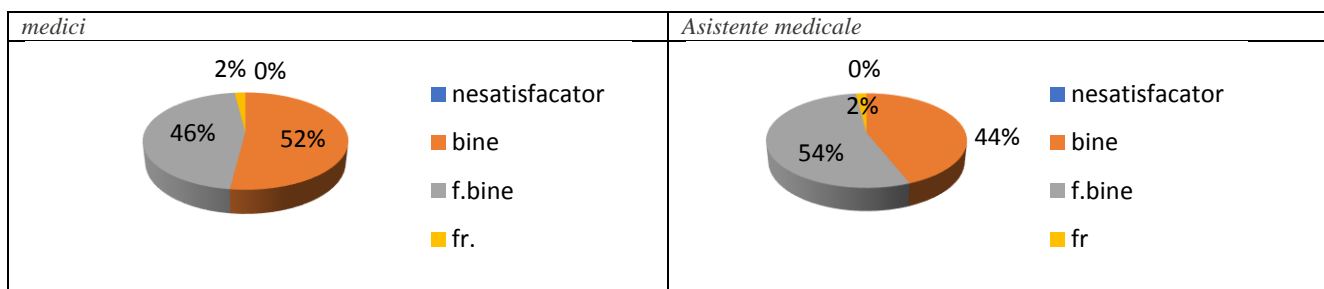 medici
2% 0%
46% 52%
nesatisfacator
bine
f.bine
fr.
Asistente medicale
0%
2%
54% 44%
nesatisfacator
bine
f.bine
fr